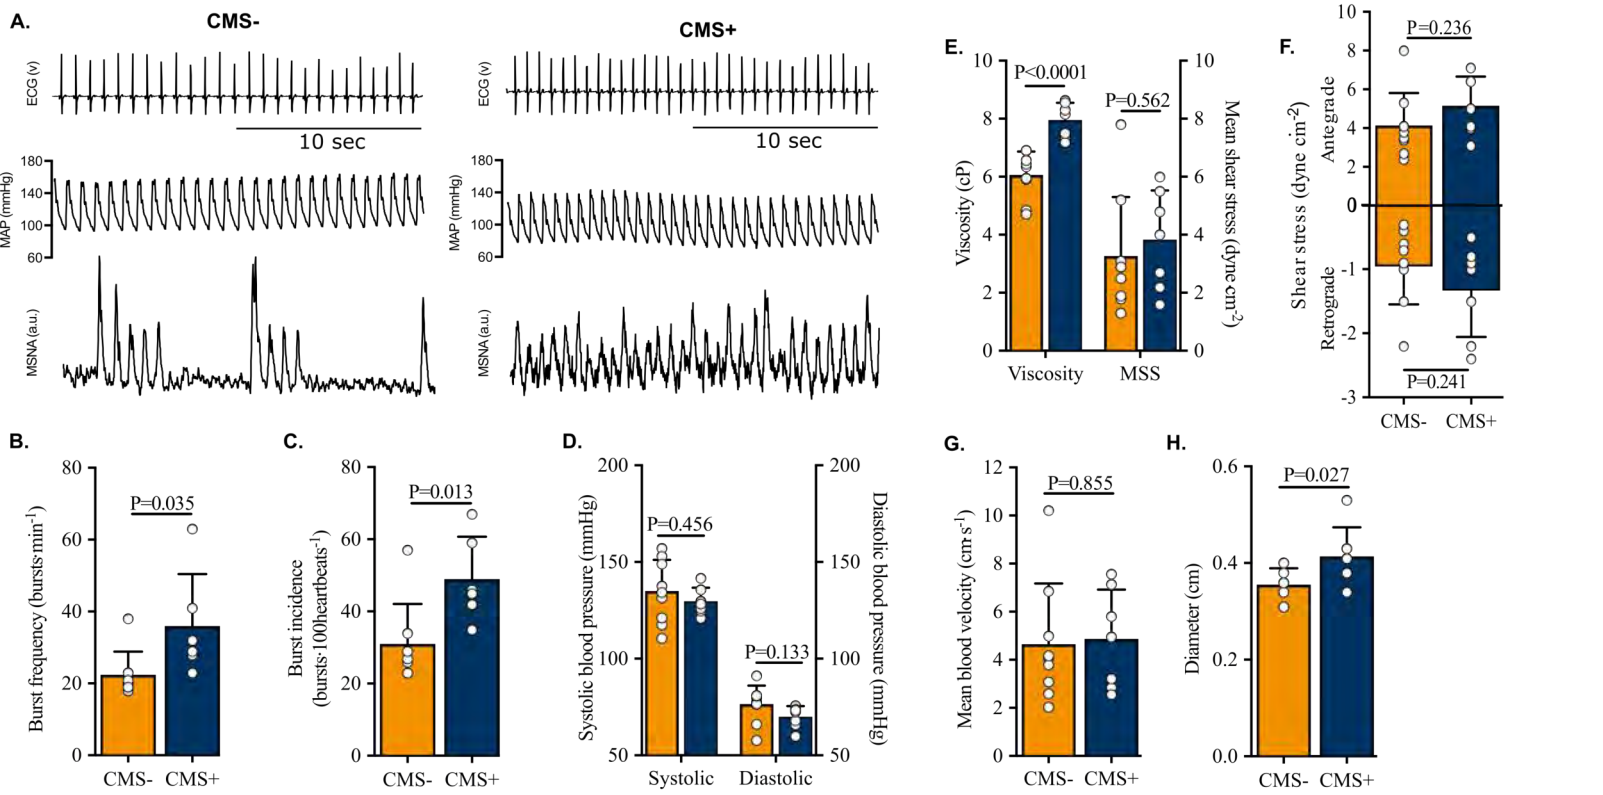 A.
CMS-
CMS+
ECG (v)
10 sec
ECG (v)
10 sec
MAP (mmHg)
180
140
100
60
MAP (mmHg)
180
140
100
60
MSNA (a.u.)
MSNA (a.u.)
B.
Burst frequency (bursts·min-1)
80
60
40
20
0
P=0.035
CMS- CMS+
C.
Burst incidence
(bursts·100heartbeats-1)
80
60
40
20
0
P=0.013
CMS- CMS+
D.
Systolic blood pressure (mmHg)
200
150
100
50
P=0.456
P=0.133
Systolic Diastolic
200
150
100
50
Diastolic blood pressure (mmHg)
E.
Viscosity (cP)
10
8
6
4
2
0
P<0.0001
P=0.562
Viscosity MSS
10
8
6
4
2
0
Mean shear stress (dyne·cm-2)
F.
Shear stress (dyne cm-2)
Antegrade
Retrograde
10
8
6
4
2
0
-1
-2
-3
P=0.236
P=0.241
CMS- CMS+
G.
Mean blood velocity (cm·s-1)
12
10
8
6
4
2
0
P=0.855
CMS- CMS+
H.
Diameter (cm)
0.6
0.4
0.2
0.0
P=0.027
CMS- CMS+